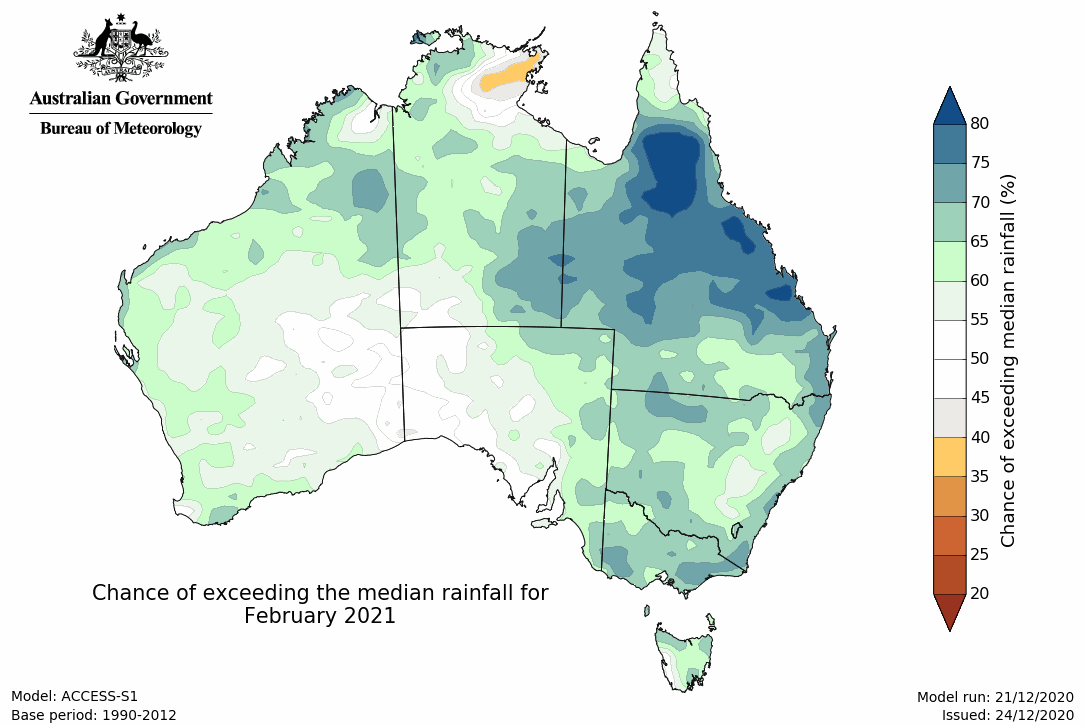 Australian Government
Bureau of Meteorology
80
75
70
65
60
55
50
45
40
35
30
25
20
Chance of exceeding median rainfall (%)
Chance of exceeding the median rainfall for
February 2021
Model: ACCESS-S1
Base period: 1990-2012
Model run: 21/12/2020
Issued: 24/12/2020